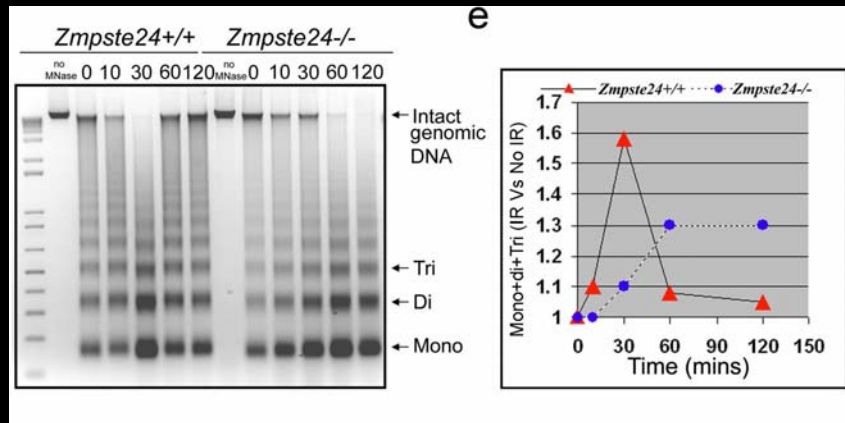 e
Zmpste24+/+ Zmpste24-/-
no MNase 0 10 30 60 120 no MNase 0 10 30 60 120
Intact
genomic
DNA
Tri
Di
Mono
Zmpste24+/+ Zmpste24-/-
Mono+di+Tri (IR Vs No IR)
1.7
1.6
1.5
1.4
1.3
1.2
1.1
1
0 30 60 90 120 150
Time (mins)